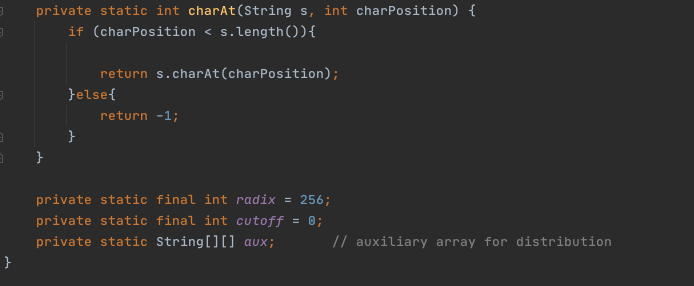 private static int charAt(String s, int charPosition) {
if (charPosition < s.length()){
return s.charAt(charPosition);
}else{
return -1;
}
}
private static final int radix = 256;
private static final int cutoff = 0;
private static String[][] aux;       // auxiliary array for distribution
}